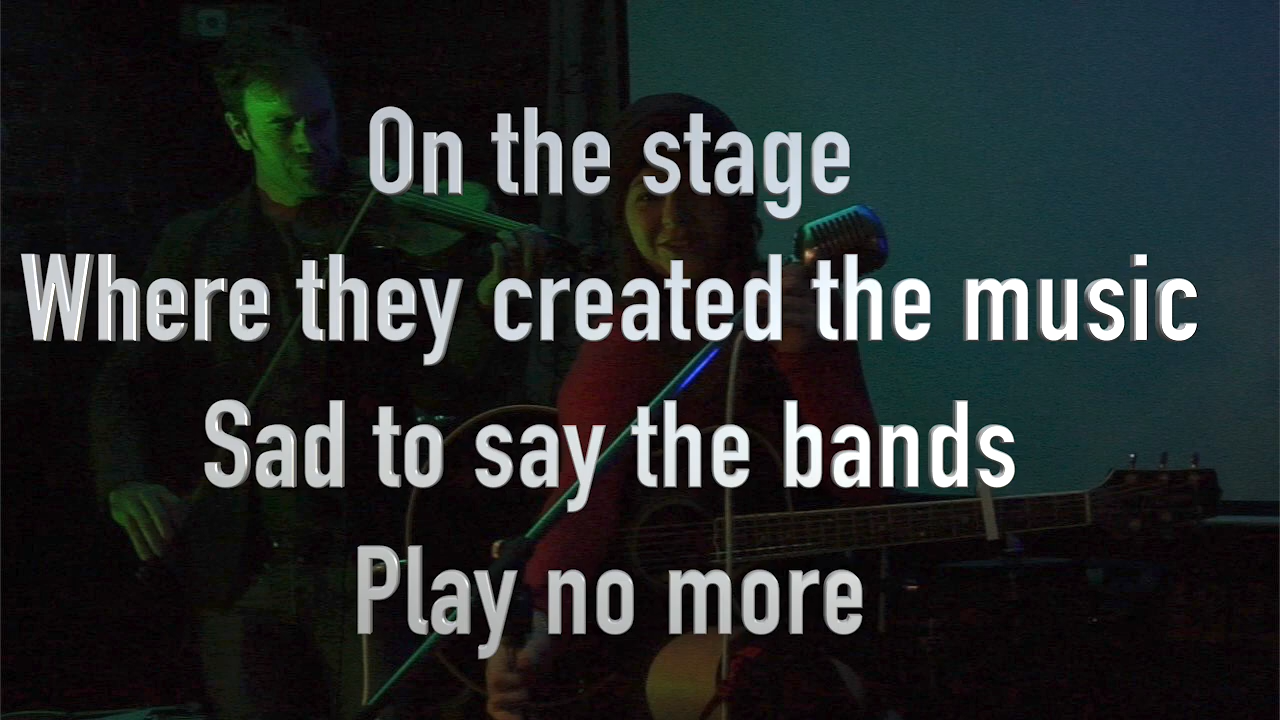 On the stage
Where they created the music
Sad to say the bands
Play no more